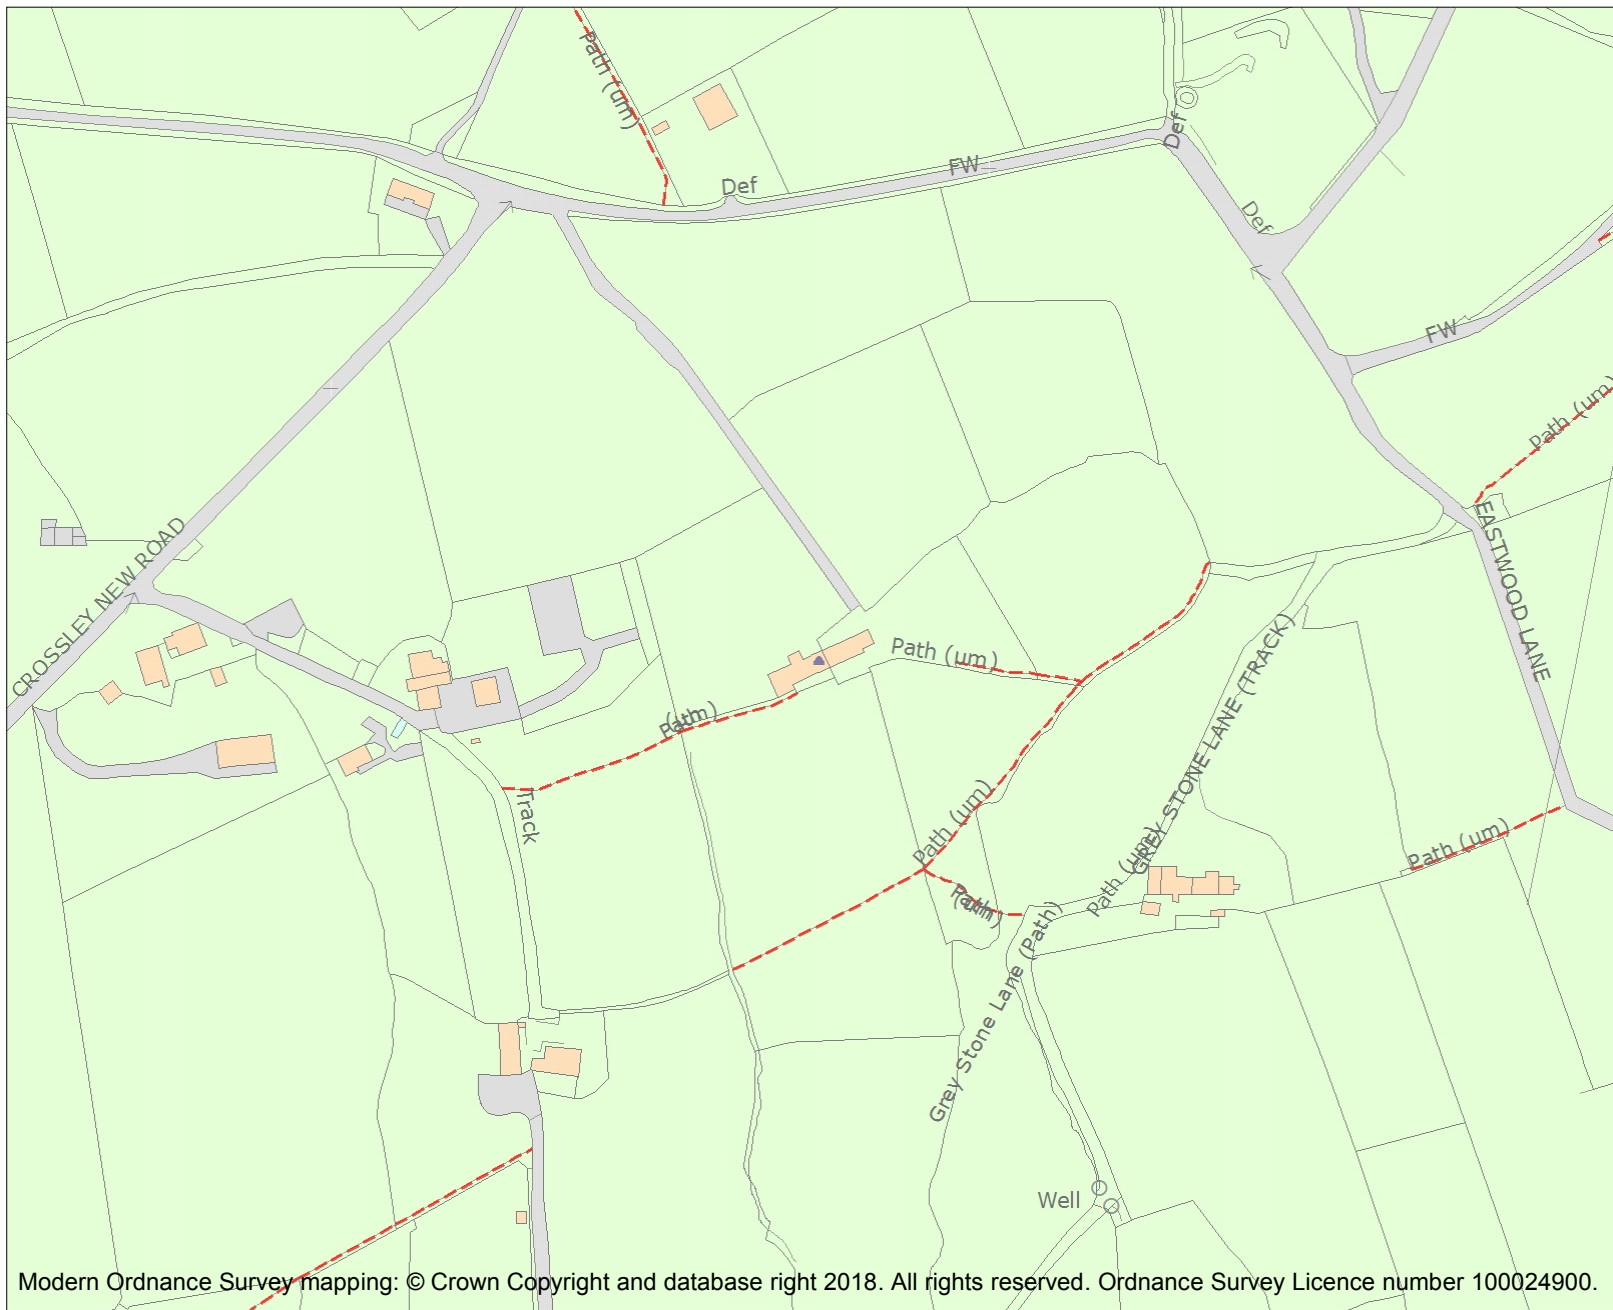 Path (um)
Def
FW
Def
Def
FW
Path (um)
CROSSLEY NEW ROAD
EASTWOOD LANE
Path (um)
Path
(um)
GREY STONE LANE (TRACK)
Track
Path (um)
Path (um)
Path (um)
Path
(um)
Grey Stone Lane (Path)
Well
Modern Ordnance Survey mapping: © Crown Copyright and database right 2018. All rights reserved. Ordnance Survey Licence number 100024900.